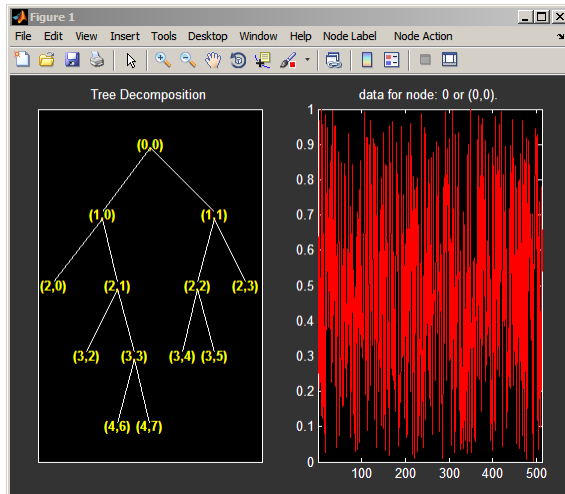 Figure 1
File Edit View Insert Tools Desktop Window Help Node Label Node Action
Tree Decomposition
(0,0)
(1,0) (1,1)
(2,0) (2,1) (2,2) (2,3)
(3,2) (3,3) (3,4) (3,5)
(4,6) (4,7)
data for node: 0 or (0,0).
1
0.9
0.8
0.7
0.6
0.5
0.4
0.3
0.2
0.1
0
100 200 300 400 500